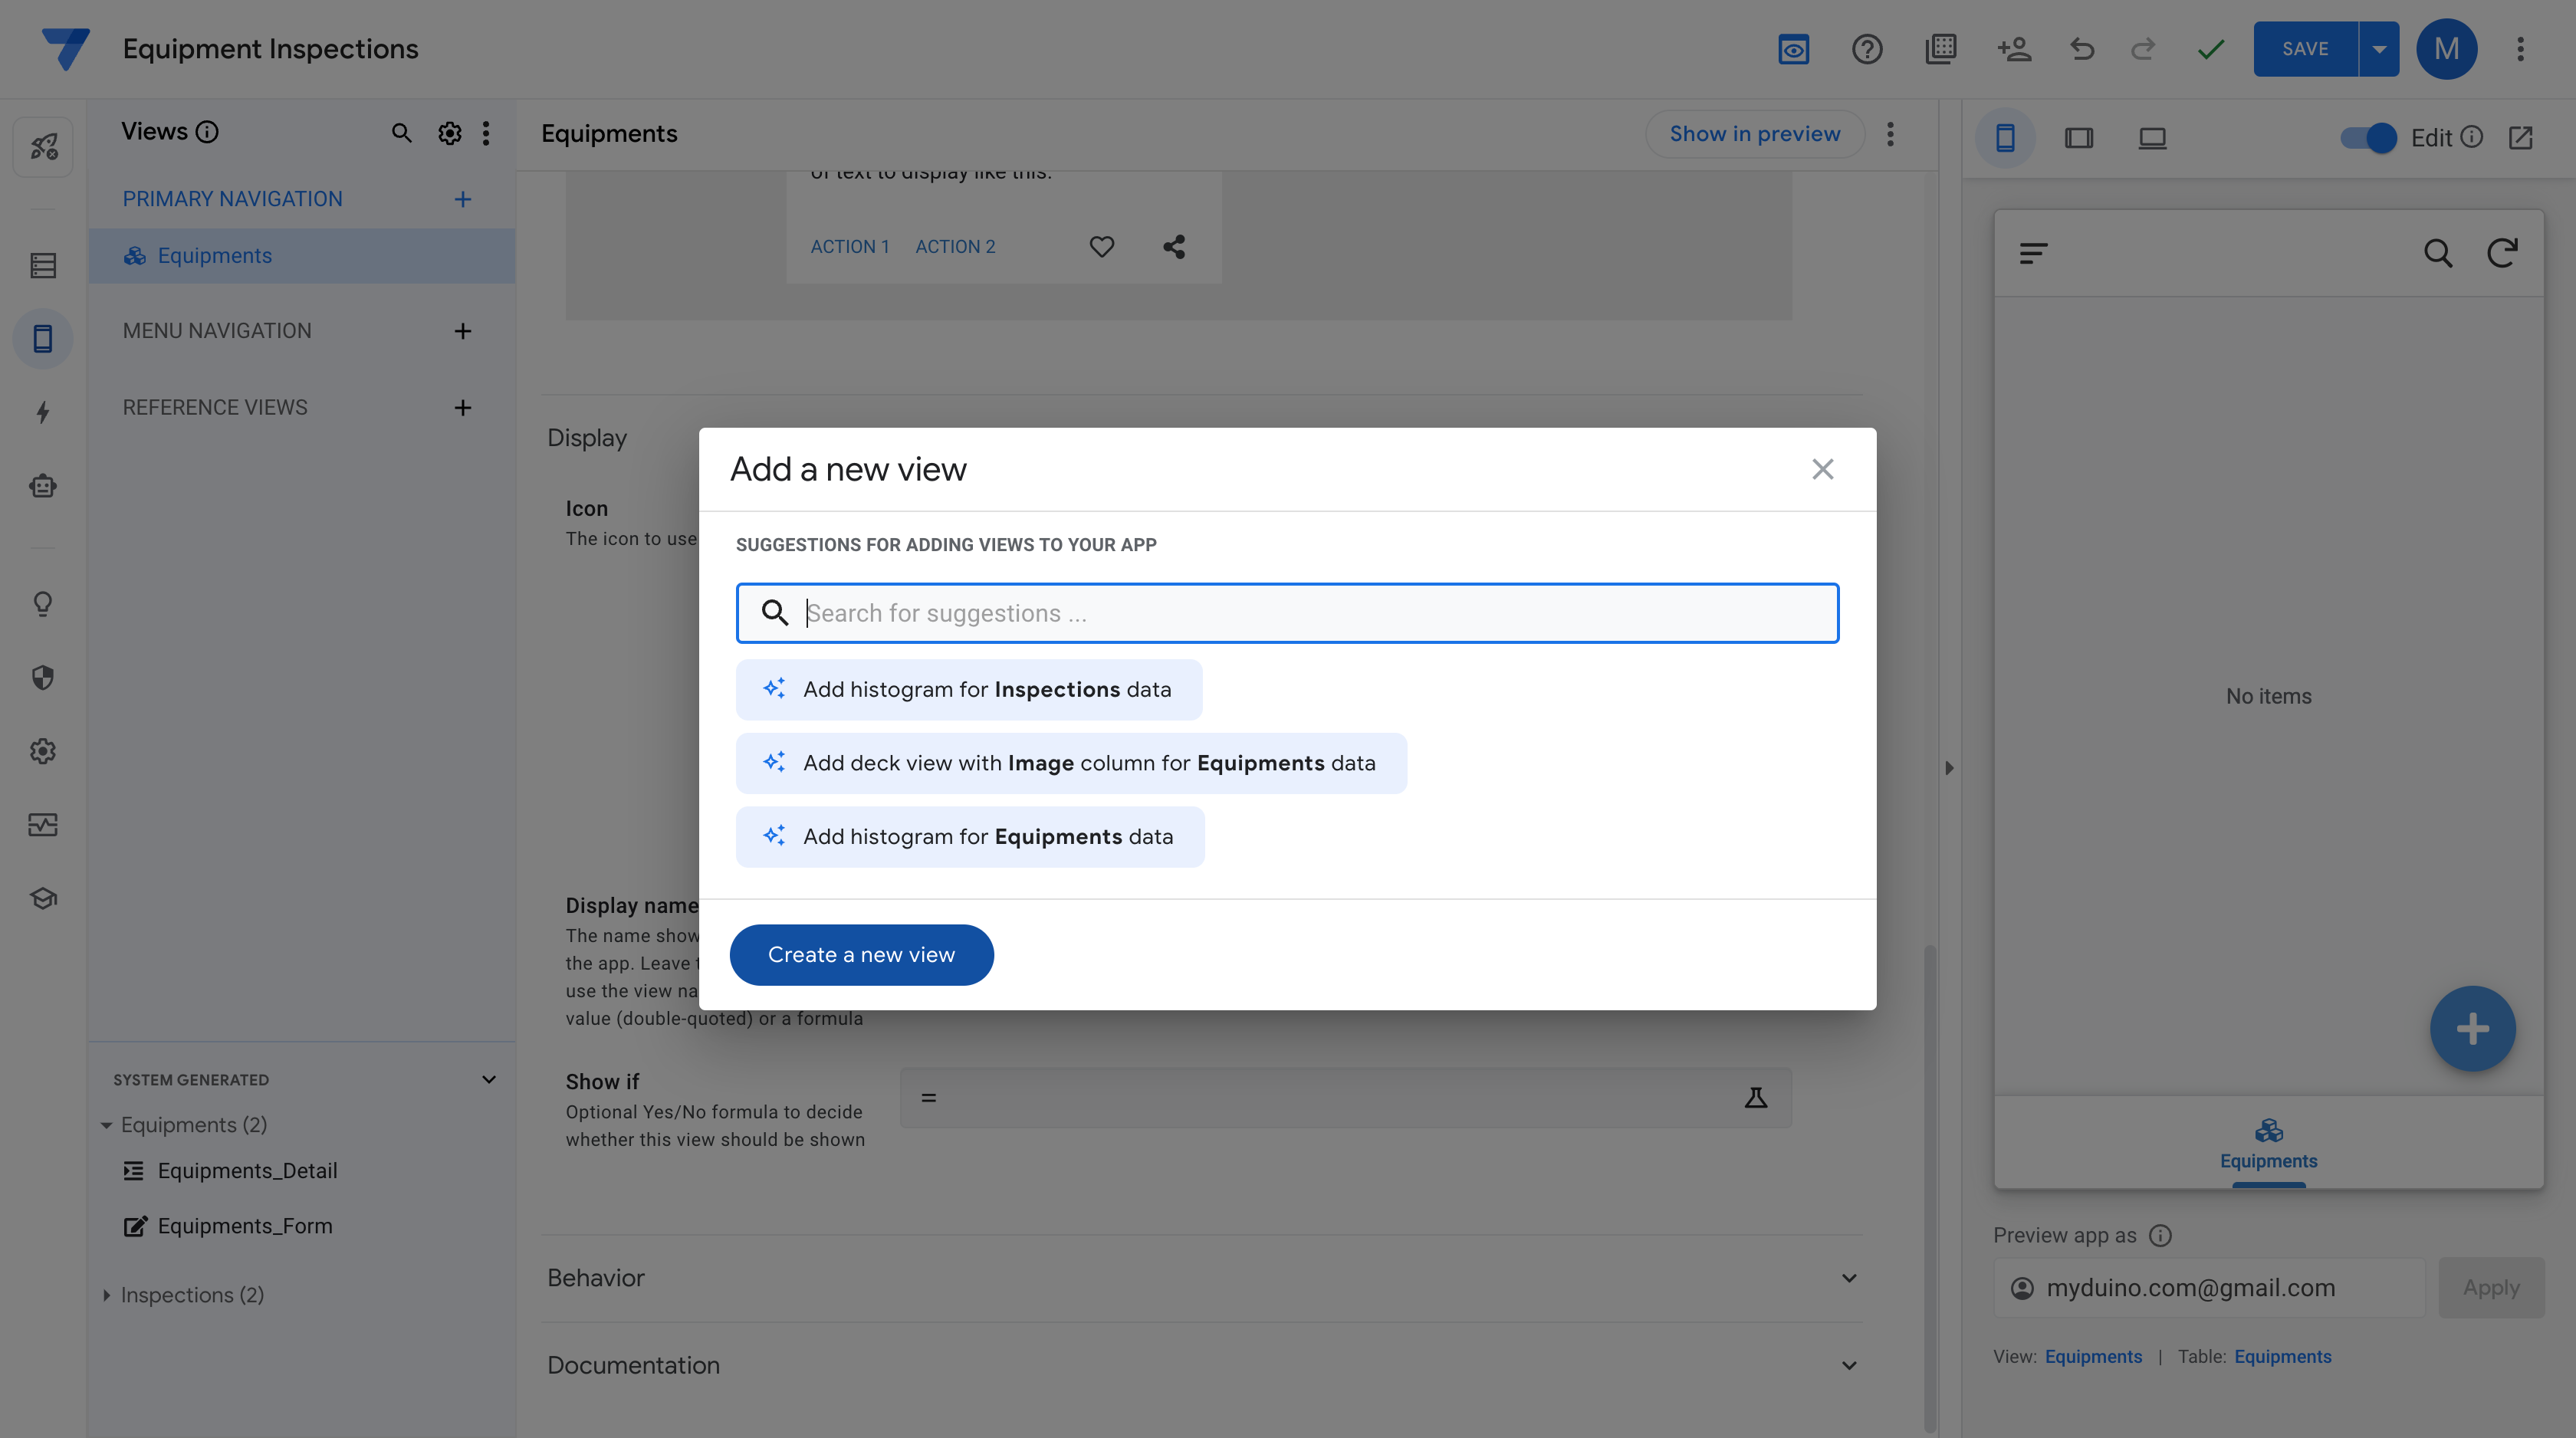 Equipment Inspections
SAVE
M
Views
PRIMARY NAVIGATION
Equipments
MENU NAVIGATION
REFERENCE VIEWS
SYSTEM GENERATED
Equipments (2)
Equipments_Detail
Equipments_Form
Inspections (2)
Equipments
Show in preview
of text to display like this.
ACTION 1 ACTION 2
Display
Icon
The icon to use
Display name
The name show
the app. Leave t
use the view na
value (double-quoted) or a formula
Show if
Optional Yes/No formula to decide
whether this view should be shown
=
Behavior
Documentation
Add a new view
SUGGESTIONS FOR ADDING VIEWS TO YOUR APP
Search for suggestions ...
Add histogram for Inspections data
Add deck view with Image column for Equipments data
Add histogram for Equipments data
Create a new view
Edit
No items
Equipments
Preview app as
myduino.com@gmail.com
Apply
View: Equipments | Table: Equipments